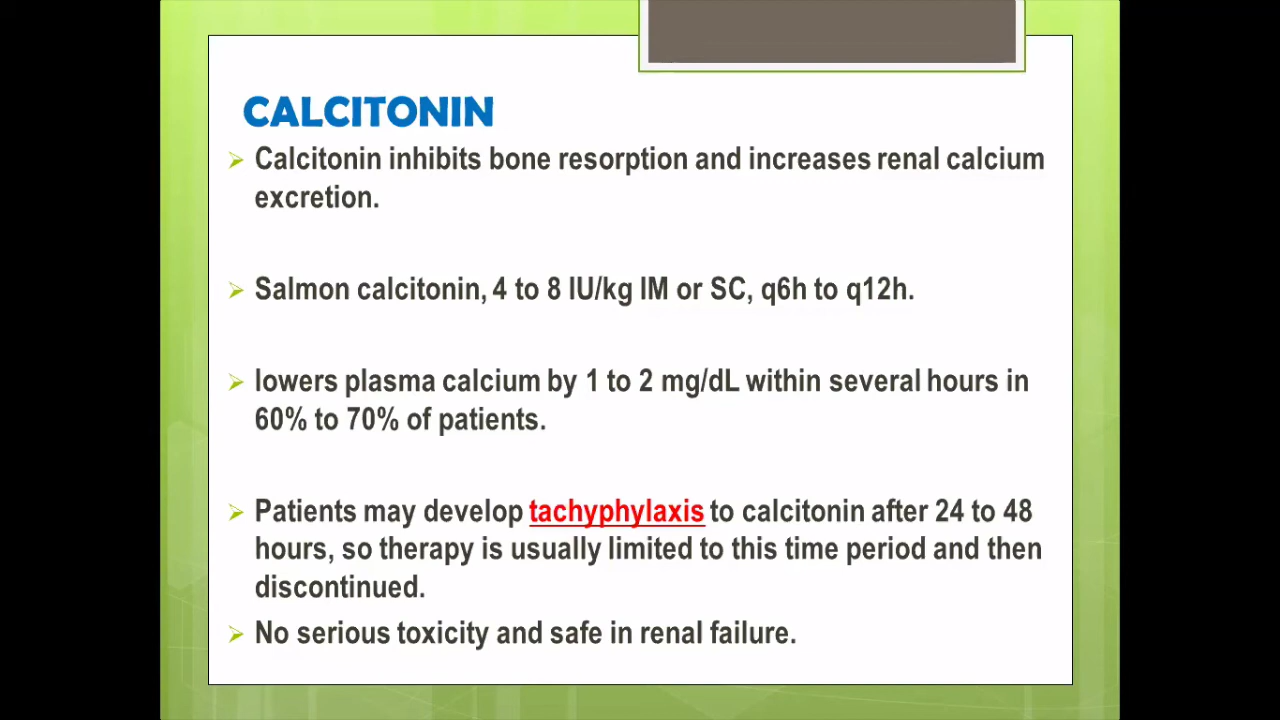 CALCITONIN
Calcitonin inhibits bone resorption and increases renal calcium
excretion.
Salmon calcitonin, 4 to 8 IU/kg IM or SC, q6h to q12h.
lowers plasma calcium by 1 to 2 mg/dL within several hours in
60% to 70% of patients.
Patients may develop tachyphylaxis to calcitonin after 24 to 48
hours, so therapy is usually limited to this time period and then
discontinued.
No serious toxicity and safe in renal failure.